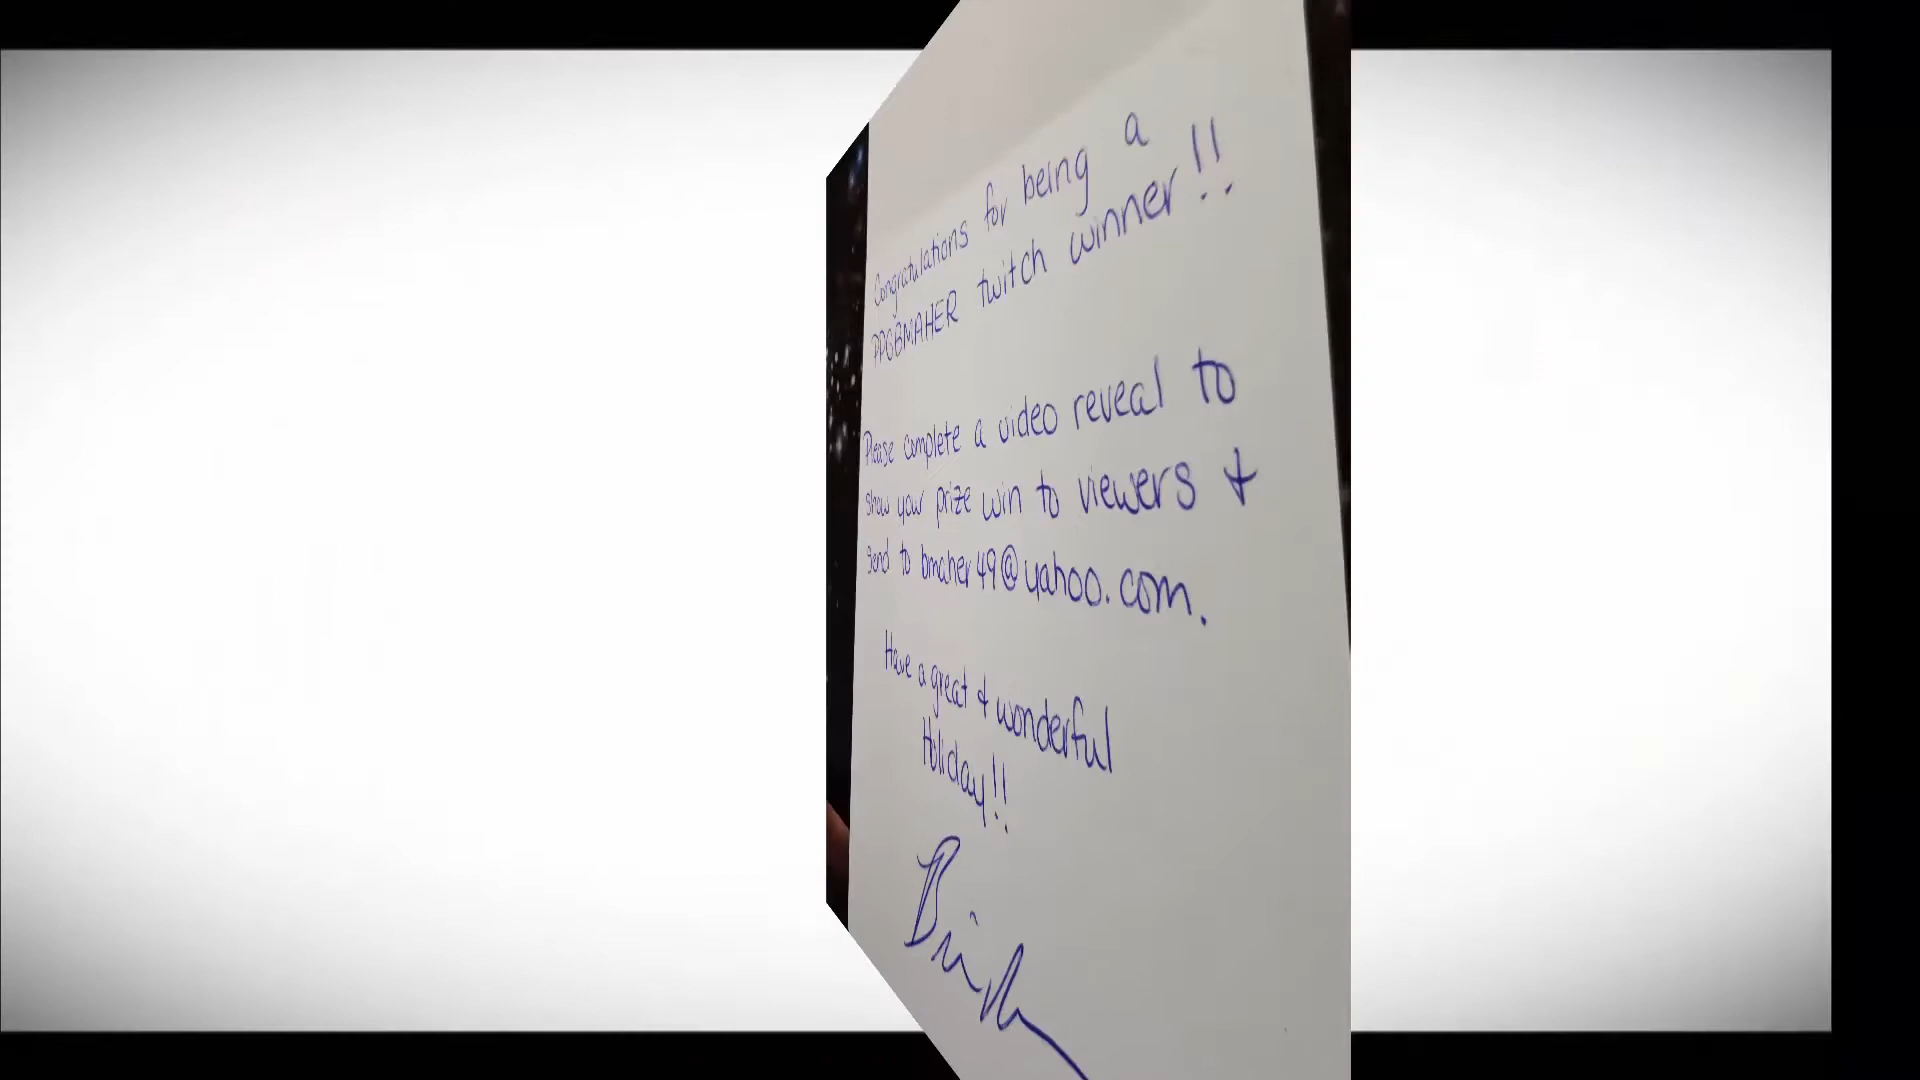 Congratulations for being a
PPGBMAHER twitch winner!!
Please complete a video reveal to
show your prize win to viewers &
send to bmaher49@yahoo.com.
Have a great & wonderful
Holiday!!